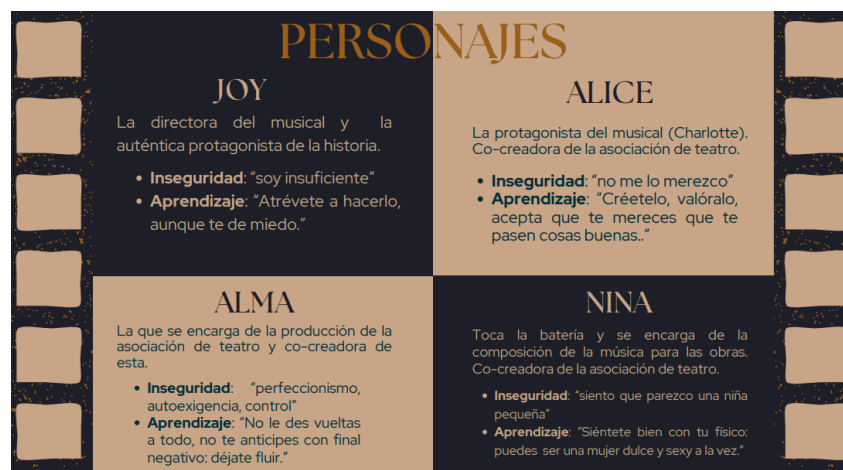 PERSONAJES
JOY
La directora del musical y la
auténtica protagonista de la historia.
• Inseguridad: “soy insuficiente”
• Aprendizaje: “Atrévete a hacerlo,
aunque te de miedo.”
ALICE
La protagonista del musical (Charlotte).
Co-creadora de la asociación de teatro.
• Inseguridad: “no me lo merezco”
• Aprendizaje: “Créetelo, valóralo,
acepta que te mereces que te
pasen cosas buenas..”
ALMA
La que se encarga de la producción de la
asociación de teatro y co-creadora de
esta.
• Inseguridad: “perfeccionismo,
autoexigencia, control”
• Aprendizaje: “No le des vueltas
a todo, no te anticipes con final
negativo: déjate fluir.”
NINA
Toca la batería y se encarga de la
composición de la música para las obras.
Co-creadora de la asociación de teatro.
• Inseguridad: “siento que parezco una niña
pequeña”
• Aprendizaje: “Siéntete bien con tu físico:
puedes ser una mujer dulce y sexy a la vez.”